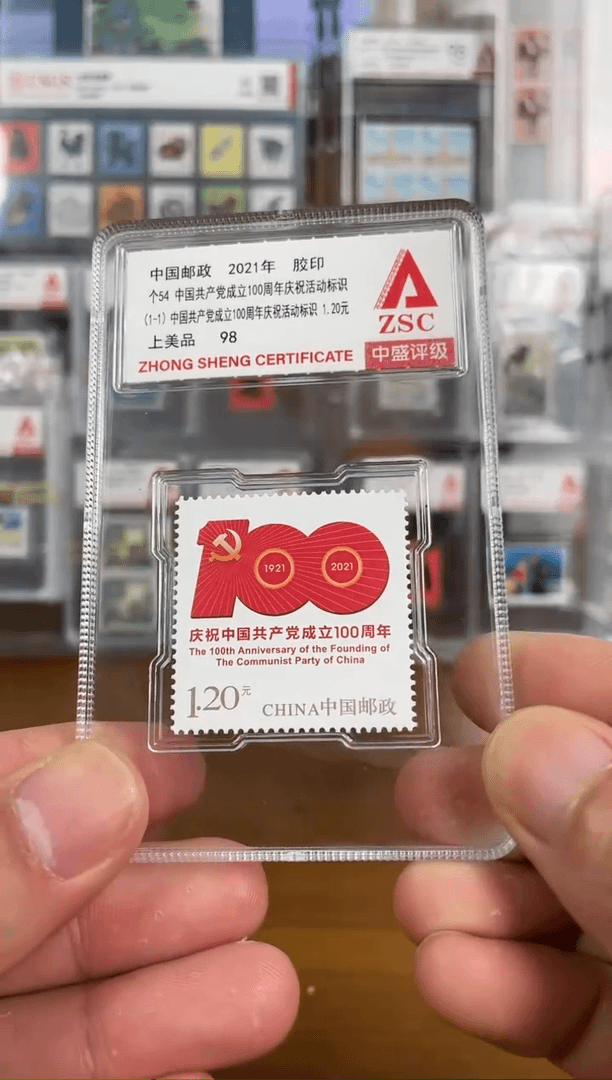 中国邮政 2021年 胶印
个54 中国共产党成立100周年庆祝活动标识
(1-1) 中国共产党成立100周年庆祝活动标识 1.20元
上美品 98
ZHONG SHENG CERTIFICATE
ZSC
中盛评级
100
1921
2021
庆祝中国共产党成立100周年
The 100th Anniversary of the Founding of
The Communist Party of China
1.20元
CHINA中国邮政